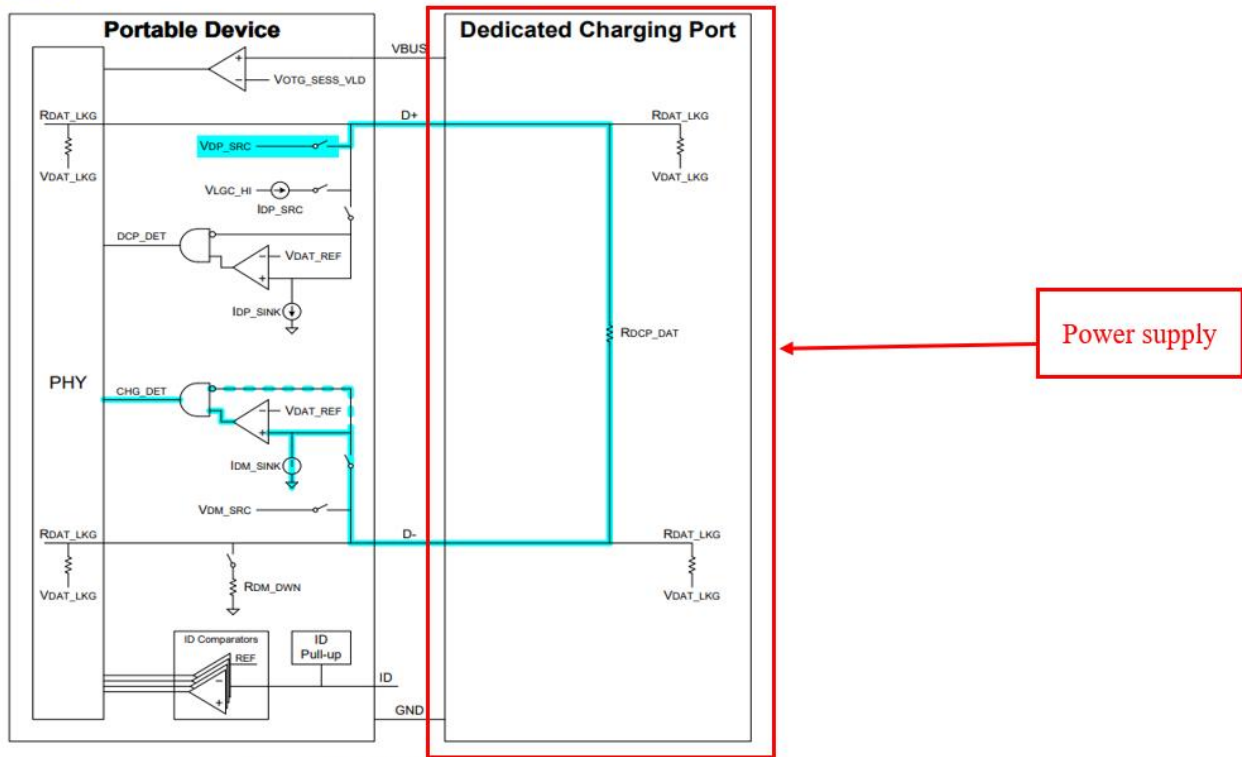 Portable Device
Dedicated Charging Port
VBUS
VOTG_SESS_VLD
RDAT_LKG
D+
RDAT_LKG
VDP_SRC
VDAT_LKG
VDAT_LKG
VLGC_HI
IDP_SRC
DCP_DET
VDAT_REF
IDP_SINK
RDCP_DAT
Power supply
PHY
CHG_DET
VDAT_REF
IDM_SINK
VDM_SRC
RDAT_LKG
D-
RDAT_LKG
VDAT_LKG
RDM_DWN
VDAT_LKG
ID Comparators
REF
ID
Pull-up
ID
GND